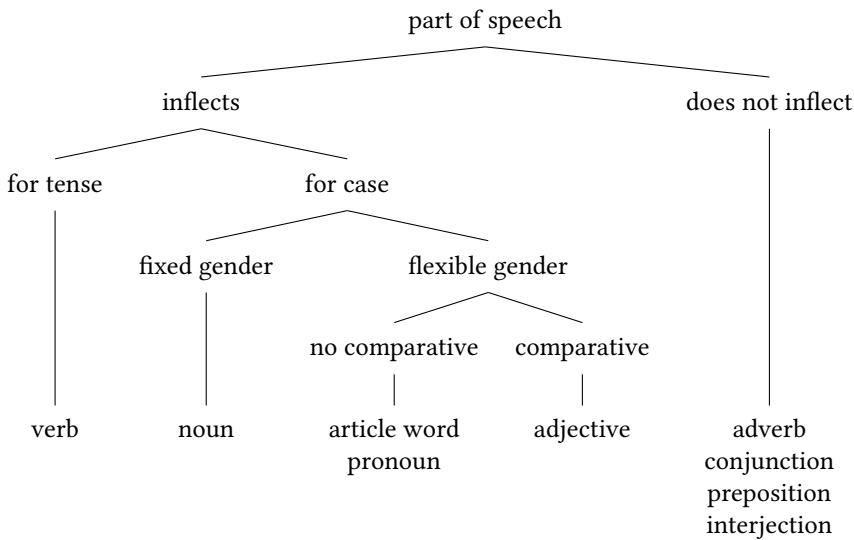 part of speech
inflects
does not inflect
for tense
for case
fixed gender
flexible gender
no comparative
comparative
verb
noun
article word
pronoun
adjective
adverb
conjunction
preposition
interjection